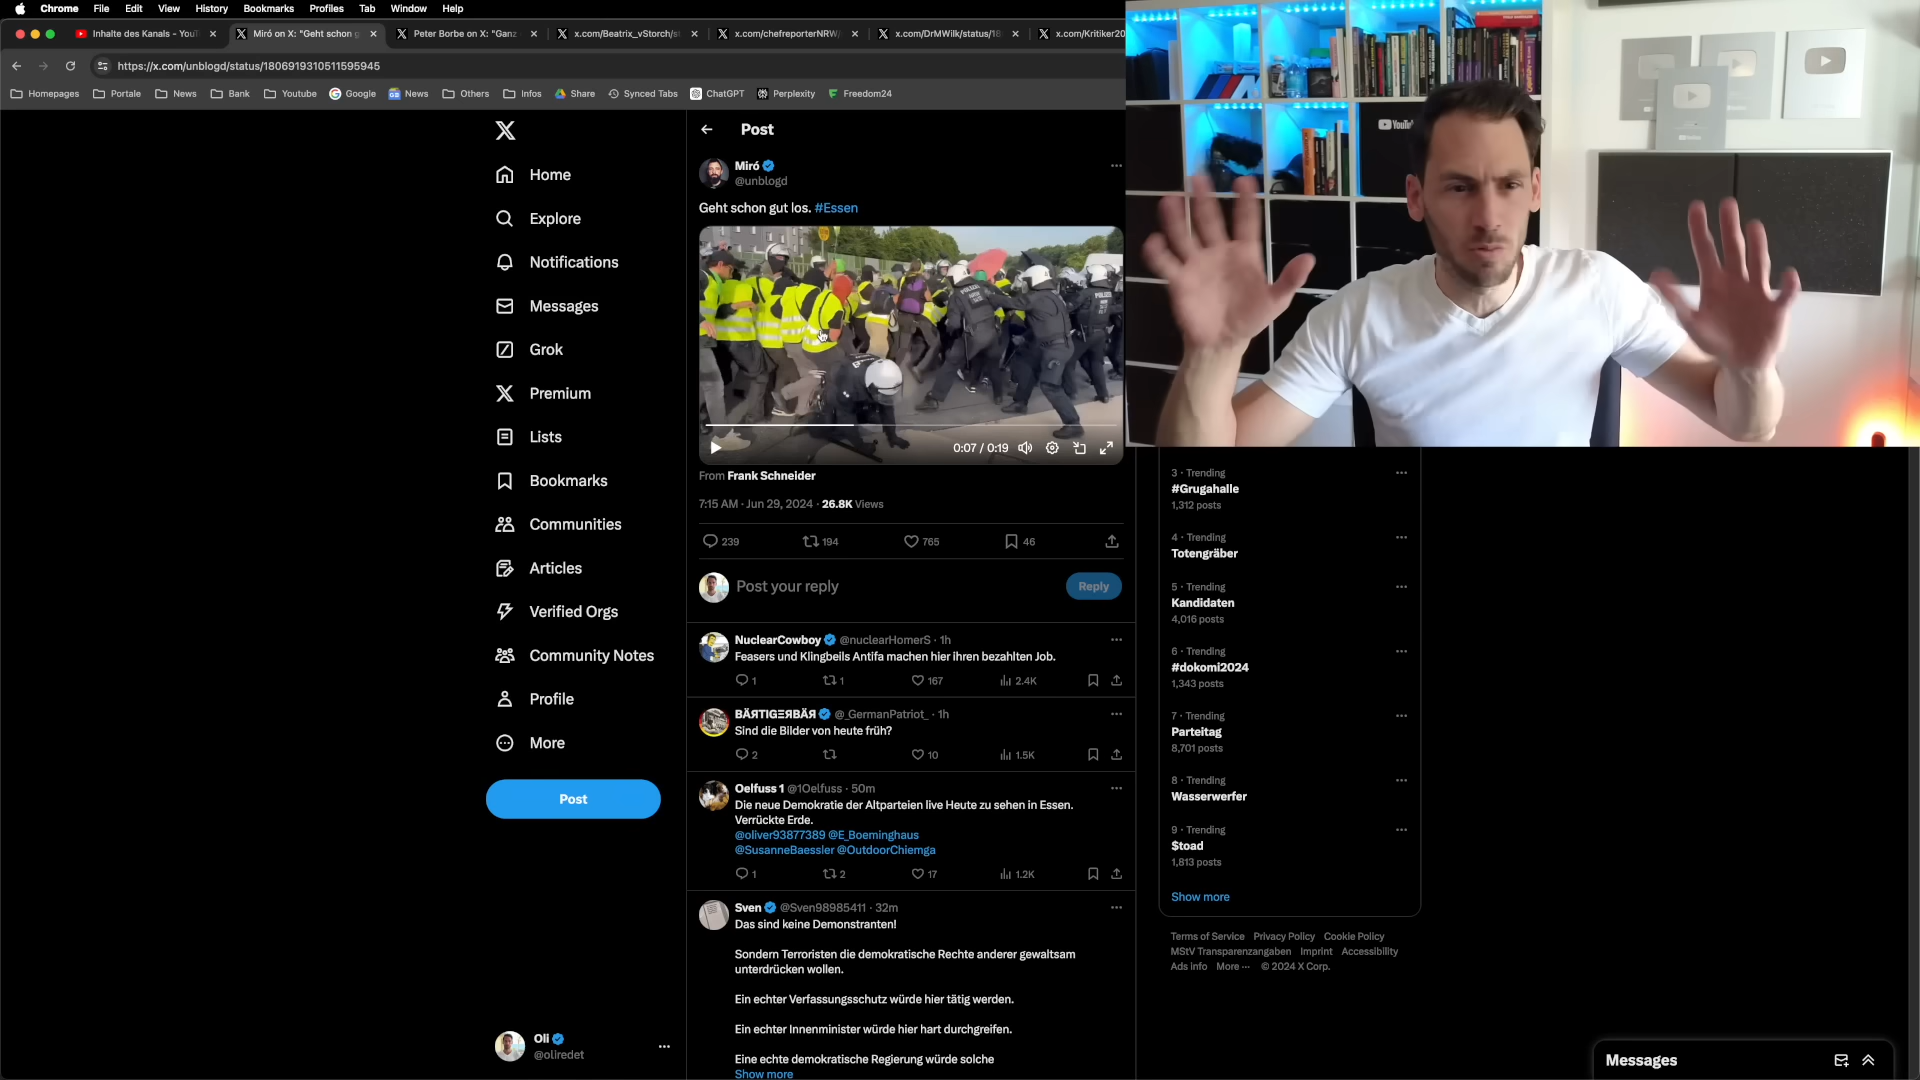 Chrome File Edit View History Bookmarks Profiles Tab Window Help
Inhalte des Kanals - YouT
Miró on X: "Geht schon g
Peter Borbe on X: "Ganz
x.com/Beatrix_vStorch/st
x.com/chefreporterNRW/
x.com/DrMWilk/status/18
x.com/Kritiker20
https://x.com/unblogd/status/1806919310511595945
Homepages Portale News Bank Youtube Google News Others Infos Share Synced Tabs ChatGPT Perplexity Freedom24
Home
Explore
Notifications
Messages
Grok
Premium
Lists
Bookmarks
Communities
Articles
Verified Orgs
Community Notes
Profile
More
Post
Oli
@oliredet
Post
Miró
@unblogd
Geht schon gut los. #Essen
POLIZEI
POLIZEI
0:07 / 0:19
From Frank Schneider
7:15 AM · Jun 29, 2024 · 26.8K Views
239 194 765 46
Post your reply
Reply
NuclearCowboy @nuclearHomerS · 1h
Feasers und Klingbeils Antifa machen hier ihren bezahlten Job.
1 1 167 2.4K
BÄЯTIGΞЯBÄЯ @_GermanPatriot_ · 1h
Sind die Bilder von heute früh?
2 10 1.5K
Oelfuss 1 @1Oelfuss · 50m
Die neue Demokratie der Altparteien live Heute zu sehen in Essen.
Verrückte Erde.
@oliver93877389 @E_Boeminghaus
@SusanneBaessler @OutdoorChiemga
1 2 17 1.2K
Sven @Sven98985411 · 32m
Das sind keine Demonstranten!
Sondern Terroristen die demokratische Rechte anderer gewaltsam
unterdrücken wollen.
Ein echter Verfassungsschutz würde hier tätig werden.
Ein echter Innenminister würde hier hart durchgreifen.
Eine echte demokratische Regierung würde solche
Show more
YouTu
3 · Trending
#Grugahalle
1,312 posts
4 · Trending
Totengräber
5 · Trending
Kandidaten
4,016 posts
6 · Trending
#dokomi2024
1,343 posts
7 · Trending
Parteitag
8,701 posts
8 · Trending
Wasserwerfer
9 · Trending
$toad
1,813 posts
Show more
Terms of Service Privacy Policy Cookie Policy
MStV Transparenzangaben Imprint Accessibility
Ads info More ··· © 2024 X Corp.
Messages